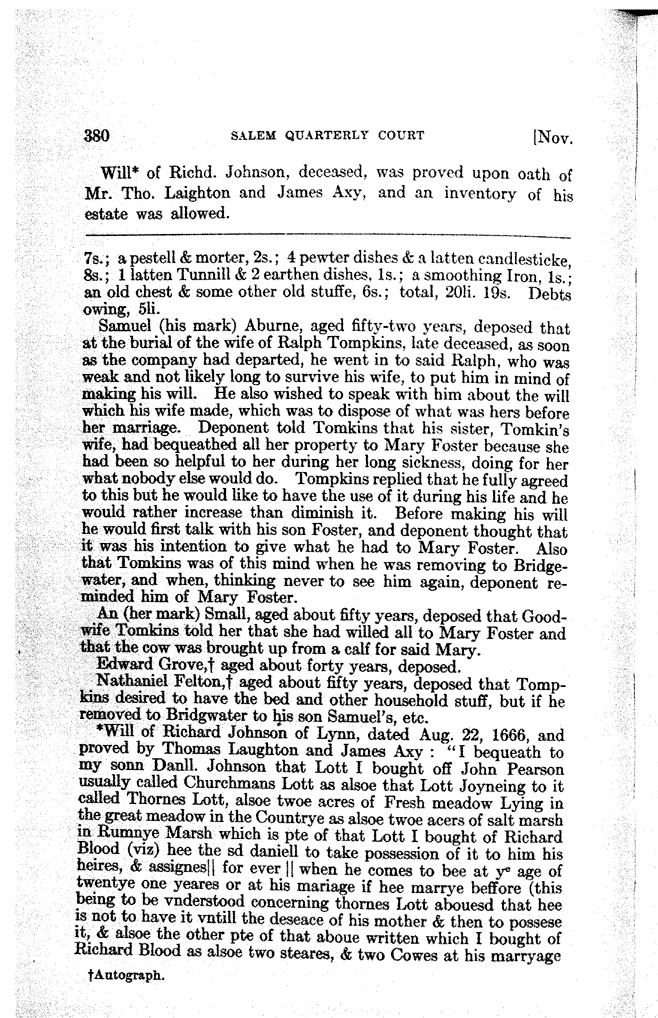 380 SALEM QUARTERLY COURT [Nov.
Will* of Richd. Johnson, deceased, was proved upon oath of
Mr. Tho. Laighton and James Axy, and an inventory of his
estate was allowed.
7s.; a pestell & morter, 2s.; 4 pewter dishes & a latten candlesticke,
8s.; 1 latten Tunnill & 2 earthen dishes, 1s.; a smoothing Iron, 1s.;
an old chest & some other old stuffe, 6s.; total, 20li. 19s. Debts
owing, 5li.
Samuel (his mark) Aburne, aged fifty-two years, deposed that
at the burial of the wife of Ralph Tompkins, late deceased, as soon
as the company had departed, he went in to said Ralph, who was
weak and not likely long to survive his wife, to put him in mind of
making his will. He also wished to speak with him about the will
which his wife made, which was to dispose of what was hers before
her marriage. Deponent told Tomkins that his sister, Tomkin's
wife, had bequeathed all her property to Mary Foster because she
had been so helpful to her during her long sickness, doing for her
what nobody else would do. Tompkins replied that he fully agreed
to this but he would like to have the use of it during his life and he
would rather increase than diminish it. Before making his will
he would first talk with his son Foster, and deponent thought that
it was his intention to give what he had to Mary Foster. Also
that Tomkins was of this mind when he was removing to Bridge-
water, and when, thinking never to see him again, deponent re-
minded him of Mary Foster.
An (her mark) Small, aged about fifty years, deposed that Good-
wife Tomkins told her that she had willed all to Mary Foster and
that the cow was brought up from a calf for said Mary.
Edward Grove,† aged about forty years, deposed.
Nathaniel Felton,† aged about fifty years, deposed that Tomp-
kins desired to have the bed and other household stuff, but if he
removed to Bridgwater to his son Samuel's, etc.
*Will of Richard Johnson of Lynn, dated Aug. 22, 1666, and
proved by Thomas Laughton and James Axy : "I bequeath to
my sonn Danll. Johnson that Lott I bought off John Pearson
usually called Churchmans Lott as alsoe that Lott Joyneing to it
called Thornes Lott, alsoe twoe acres of Fresh meadow Lying in
the great meadow in the Countrye as alsoe twoe acers of salt marsh
in Rumnye Marsh which is pte of that Lott I bought of Richard
Blood (viz) hee the sd daniell to take possession of it to him his
heires, & assignes|| for ever || when he comes to bee at yᵉ age of
twentye one yeares or at his mariage if hee marrye beffore (this
being to be vnderstood concerning thornes Lott abouesd that hee
is not to have it vntill the deseace of his mother & then to possese
it, & alsoe the other pte of that aboue written which I bought of
Richard Blood as alsoe two steares, & two Cowes at his marryage
†Autograph.